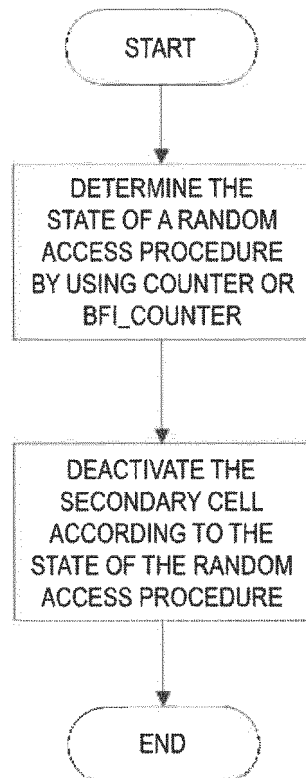 START
DETERMINE THE
STATE OF A RANDOM
ACCESS PROCEDURE
BY USING COUNTER OR
BFI_COUNTER
DEACTIVATE THE
SECONDARY CELL
ACCORDING TO THE
STATE OF THE RANDOM
ACCESS PROCEDURE
END